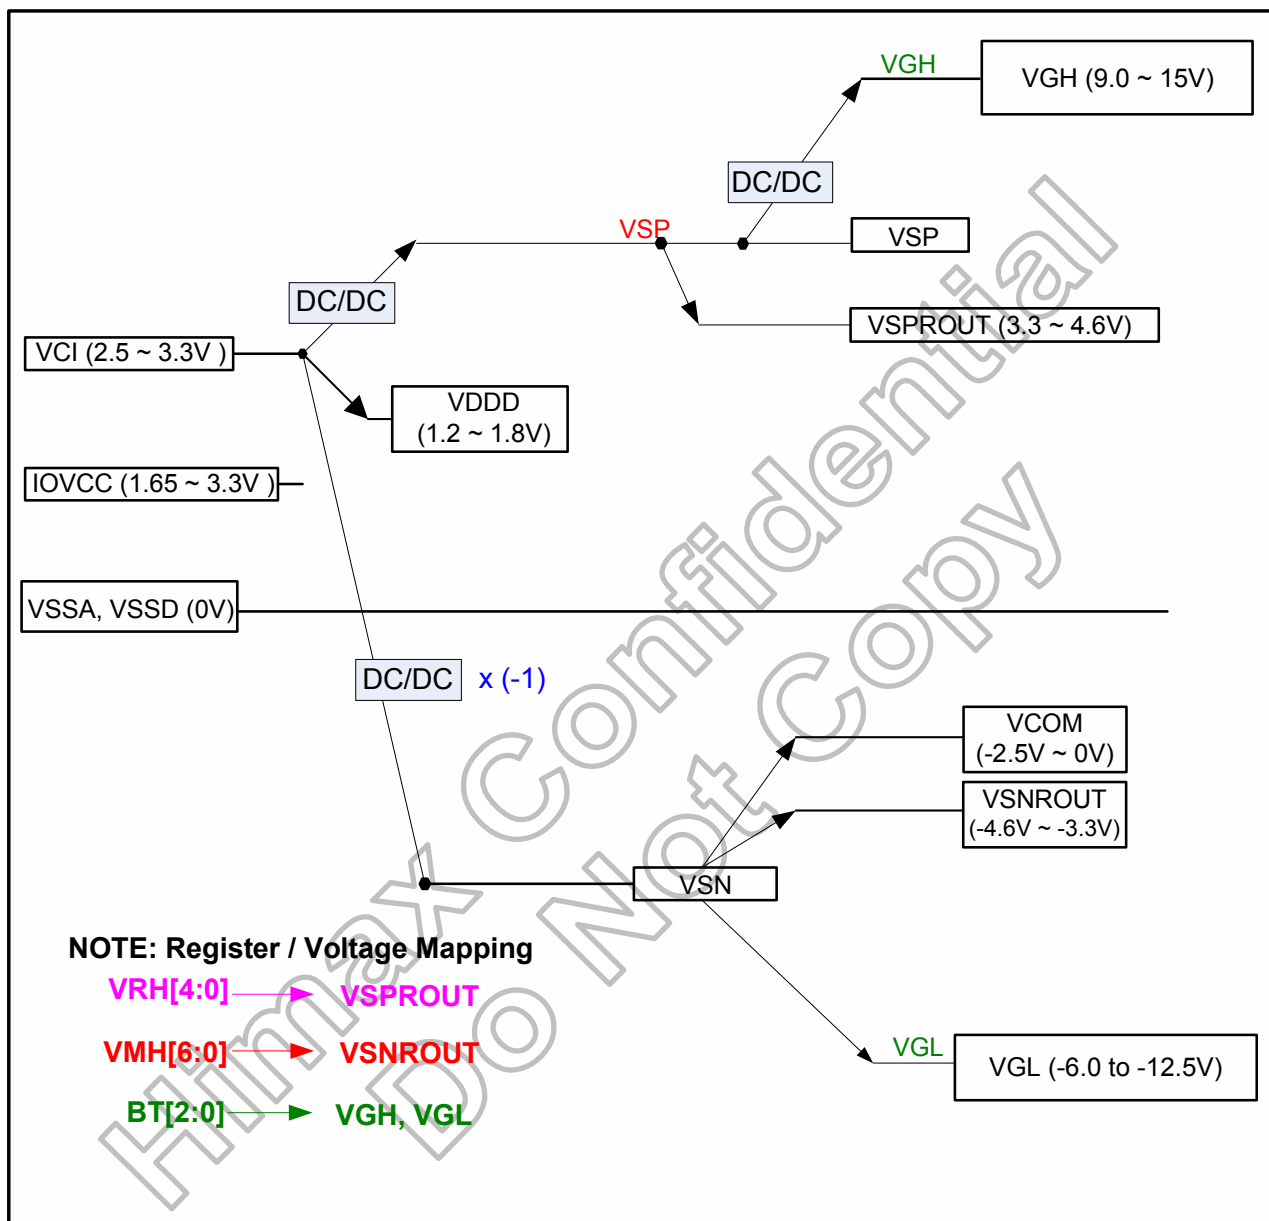 VGH
VGH (9.0 ~ 15V)
DC/DC
VSP
VSP
DC/DC
VSPROUT (3.3 ~ 4.6V)
VCI (2.5 ~ 3.3V )
VDDD
(1.2 ~ 1.8V)
IOVCC (1.65 ~ 3.3V )
VSSA, VSSD (0V)
DC/DC
x (-1)
VCOM
(-2.5V ~ 0V)
VSNROUT
(-4.6V ~ -3.3V)
VSN
NOTE: Register / Voltage Mapping
VRH[4:0] VSPROUT
VMH[6:0] VSNROUT
BT[2:0] VGH, VGL
VGL
VGL (-6.0 to -12.5V)
Himax Confidential
Do Not Copy